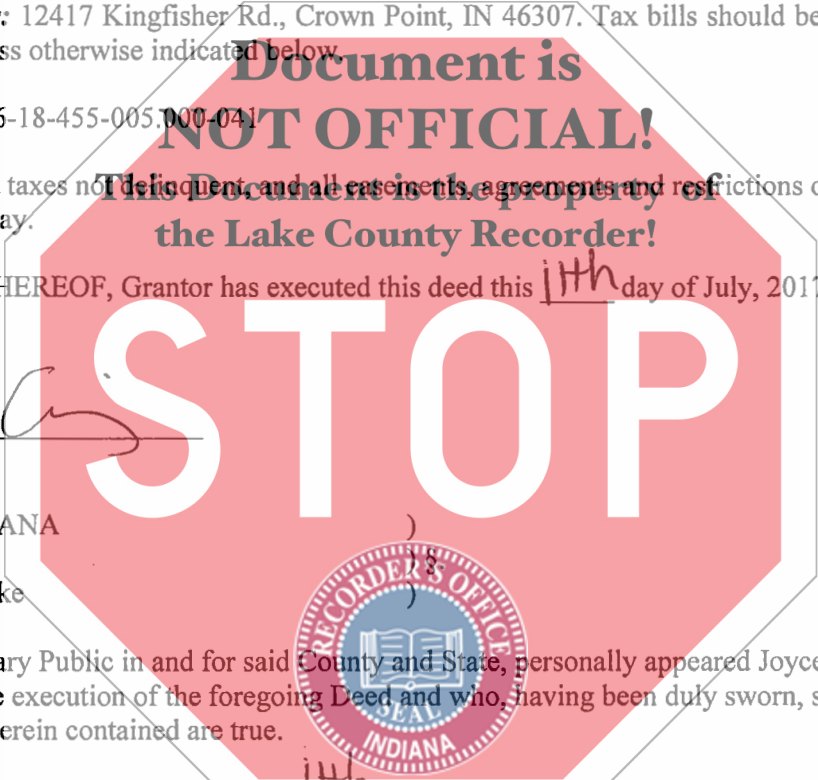 : 12417 Kingfisher Rd., Crown Point, IN 46307. Tax bills should be
ss otherwise indicated below.
Document is
-18-455-005.000-041
NOT OFFICIAL!
taxes not delinquent, and all easements, agreements and restrictions
This Document is the property of
ay.
the Lake County Recorder!
HEREOF, Grantor has executed this deed this 11th day of July, 2017
STOP
ANA )
) §
ke )
RECORDER'S OFFICE
SEAL
INDIANA
ary Public in and for said County and State, personally appeared Joyce
e execution of the foregoing Deed and who, having been duly sworn, s
erein contained are true.